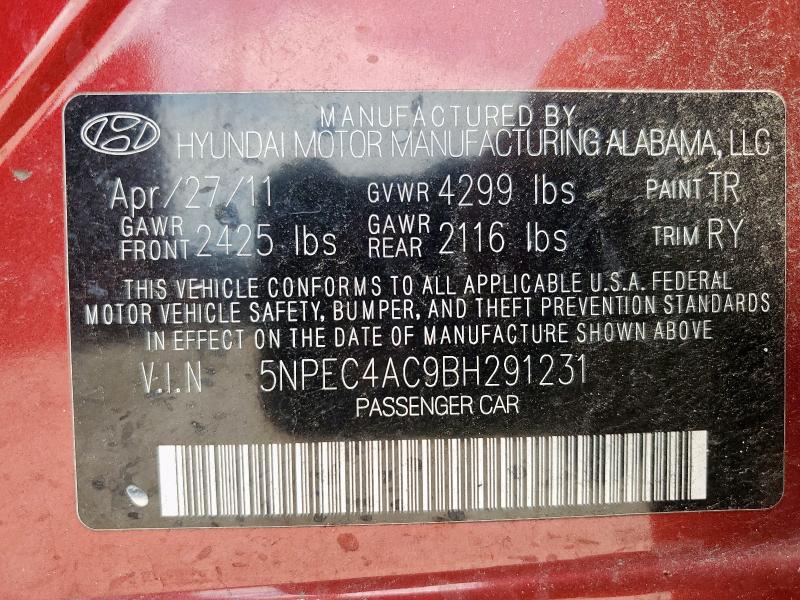 MANUFACTURED BY
HYUNDAI MOTOR MANUFACTURING ALABAMA, LLC
Apr/27/11 GVWR 4299 lbs PAINT TR
GAWR FRONT 2425 lbs GAWR REAR 2116 lbs TRIM RY
THIS VEHICLE CONFORMS TO ALL APPLICABLE U.S.A. FEDERAL
MOTOR VEHICLE SAFETY, BUMPER, AND THEFT PREVENTION STANDARDS
IN EFFECT ON THE DATE OF MANUFACTURE SHOWN ABOVE
V.I.N 5NPEC4AC9BH291231
PASSENGER CAR